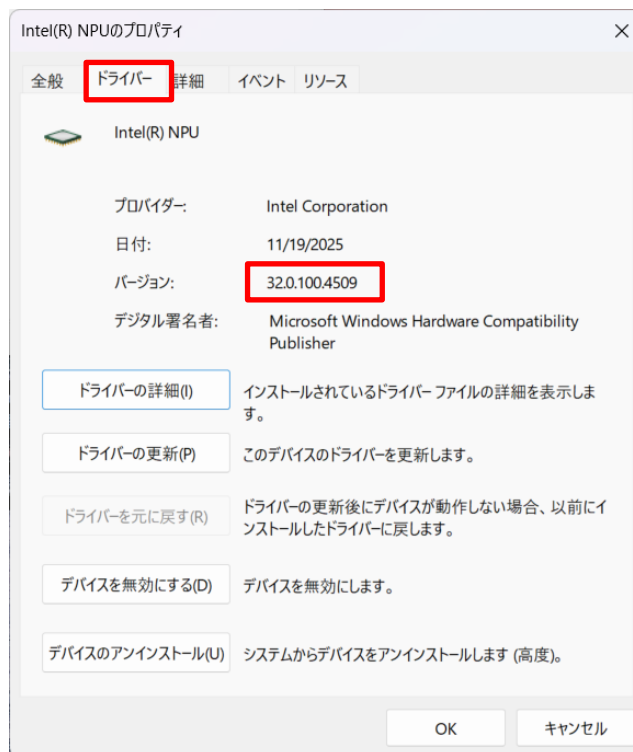 Intel(R) NPUのプロパティ
全般 ドライバー 詳細 イベント リソース
Intel(R) NPU
プロバイダー: Intel Corporation
日付: 11/19/2025
バージョン: 32.0.100.4509
デジタル署名者: Microsoft Windows Hardware Compatibility
Publisher
ドライバーの詳細(I) インストールされているドライバー ファイルの詳細を表示しま
す。
ドライバーの更新(P) このデバイスのドライバーを更新します。
ドライバーを元に戻す(R) ドライバーの更新後にデバイスが動作しない場合、以前にイ
ンストールしたドライバーに戻します。
デバイスを無効にする(D) デバイスを無効にします。
デバイスのアンインストール(U) システムからデバイスをアンインストールします (高度)。
OK キャンセル